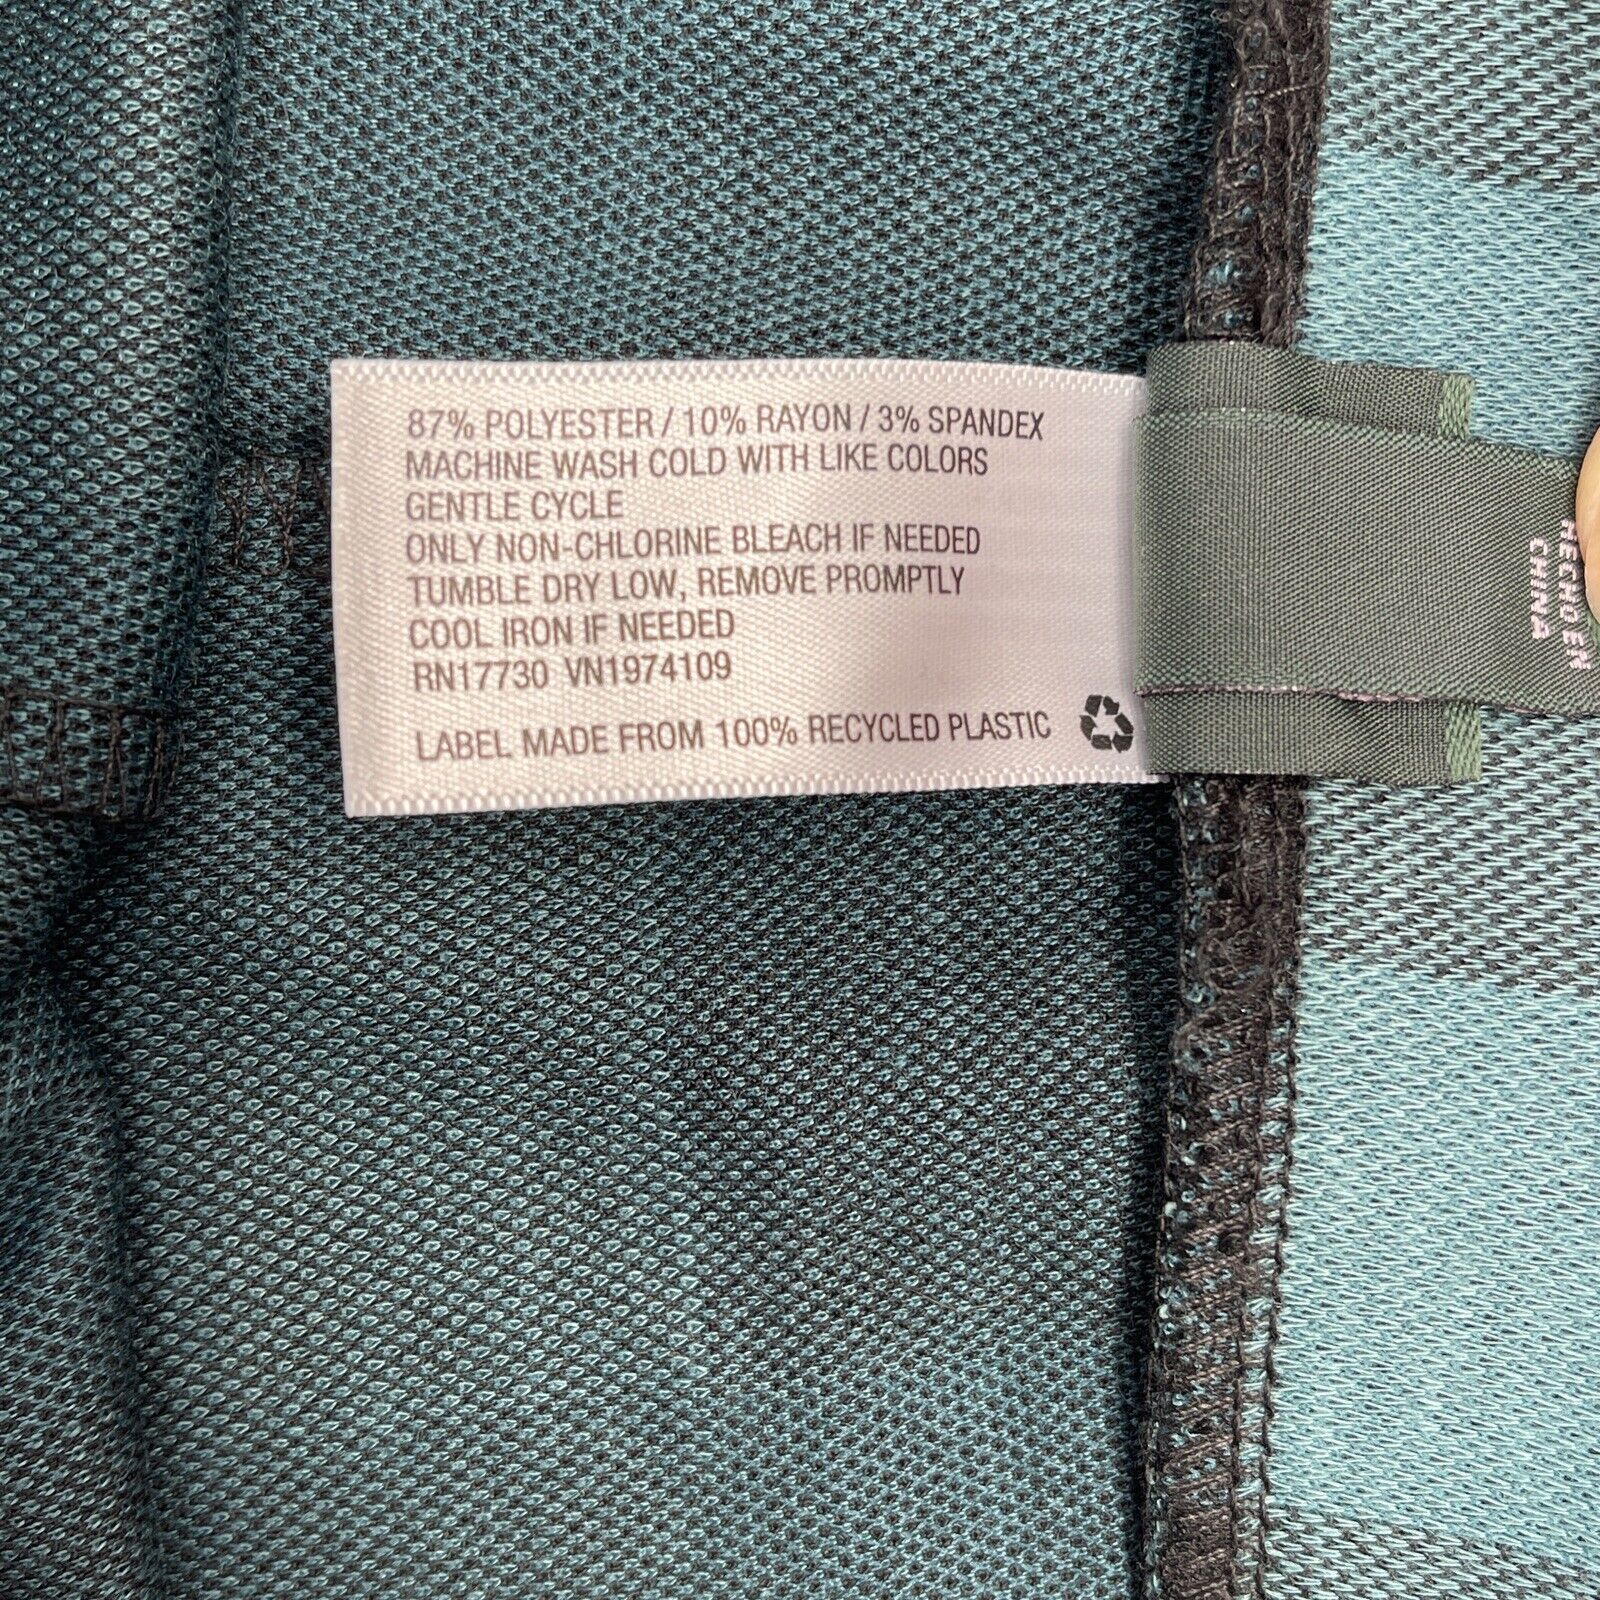 87% POLYESTER / 10% RAYON / 3% SPANDEX
MACHINE WASH COLD WITH LIKE COLORS
GENTLE CYCLE
ONLY NON-CHLORINE BLEACH IF NEEDED
TUMBLE DRY LOW, REMOVE PROMPTLY
COOL IRON IF NEEDED
RN17730 VN1974109
LABEL MADE FROM 100% RECYCLED PLASTIC
HECHO EN
CHINA